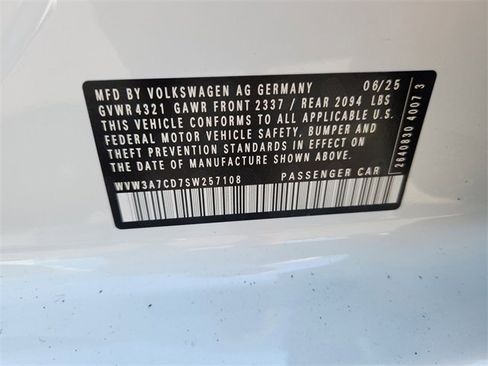 MFD BY VOLKSWAGEN AG GERMANY 06/25
GVWR 4321 GAWR FRONT 2337 / REAR 2094 LBS
THIS VEHICLE CONFORMS TO ALL APPLICABLE U.S.
FEDERAL MOTOR VEHICLE SAFETY, BUMPER AND
THEFT PREVENTION STANDARDS IN EFFECT ON
THE DATE OF MANUFACTURE SHOWN ABOVE.
WVW3A7CD7SW257108 PASSENGER CAR
2640830 4007 3